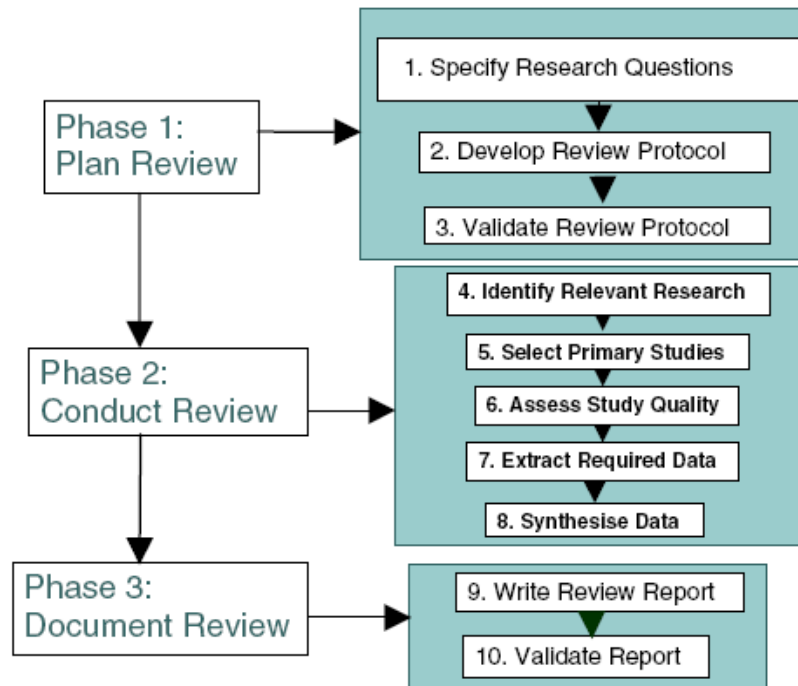 Phase 1:
Plan Review
1. Specify Research Questions
2. Develop Review Protocol
3. Validate Review Protocol
Phase 2:
Conduct Review
4. Identify Relevant Research
5. Select Primary Studies
6. Assess Study Quality
7. Extract Required Data
8. Synthesise Data
Phase 3:
Document Review
9. Write Review Report
10. Validate Report